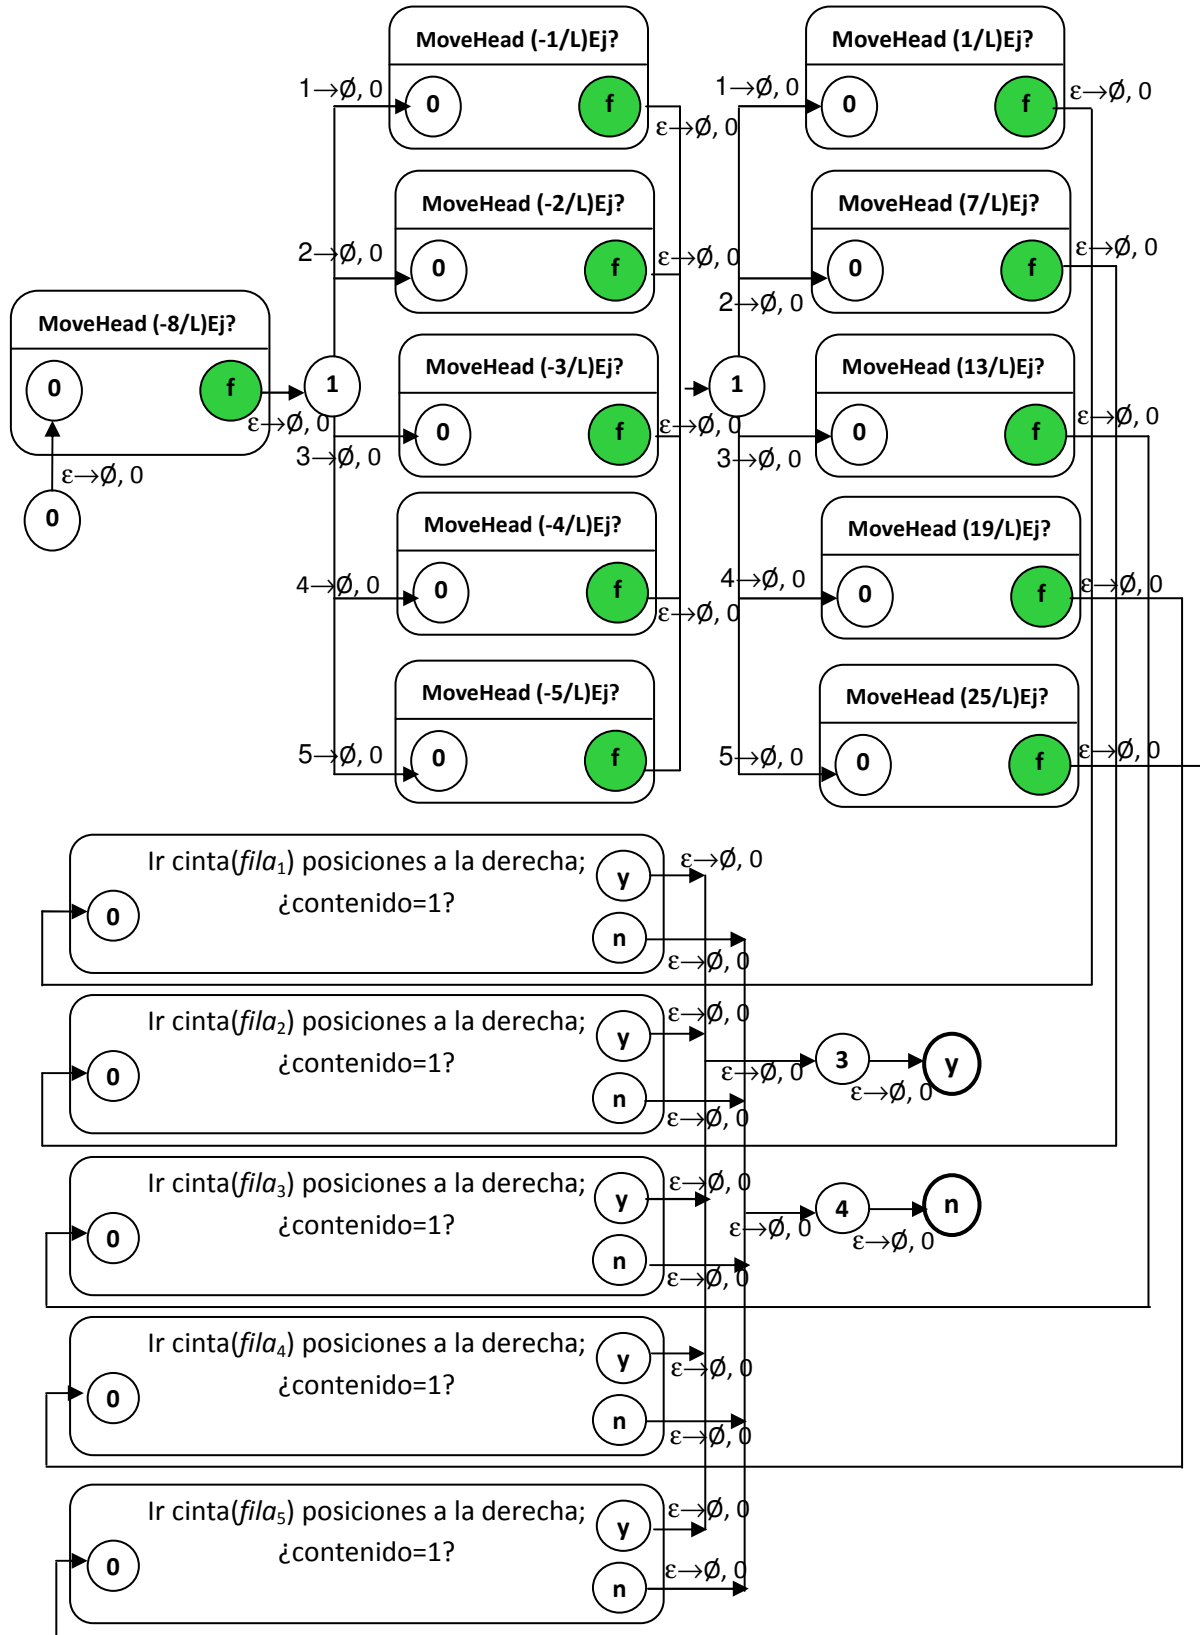 MoveHead (-1/L)Ej?
MoveHead (1/L)Ej?
1→Ø, 0
0
f
ε→Ø, 0
1→Ø, 0
0
f
ε→Ø, 0
MoveHead (-2/L)Ej?
MoveHead (7/L)Ej?
2→Ø, 0
0
f
ε→Ø, 0
2→Ø, 0
0
f
ε→Ø, 0
MoveHead (-8/L)Ej?
0
f
ε→Ø, 0
1
ε→Ø, 0
0
MoveHead (-3/L)Ej?
1
MoveHead (13/L)Ej?
3→Ø, 0
0
f
ε→Ø, 0
3→Ø, 0
0
f
ε→Ø, 0
MoveHead (-4/L)Ej?
MoveHead (19/L)Ej?
4→Ø, 0
0
f
ε→Ø, 0
4→Ø, 0
0
f
ε→Ø, 0
MoveHead (-5/L)Ej?
MoveHead (25/L)Ej?
5→Ø, 0
0
f
5→Ø, 0
0
f
ε→Ø, 0
Ir cinta(fila1) posiciones a la derecha;
¿contenido=1?
0
y
ε→Ø, 0
n
ε→Ø, 0
Ir cinta(fila2) posiciones a la derecha;
¿contenido=1?
0
y
ε→Ø, 0
n
ε→Ø, 0
ε→Ø, 0
3
ε→Ø, 0
y
Ir cinta(fila3) posiciones a la derecha;
¿contenido=1?
0
y
ε→Ø, 0
n
ε→Ø, 0
ε→Ø, 0
4
ε→Ø, 0
n
Ir cinta(fila4) posiciones a la derecha;
¿contenido=1?
0
y
ε→Ø, 0
n
ε→Ø, 0
Ir cinta(fila5) posiciones a la derecha;
¿contenido=1?
0
y
ε→Ø, 0
n
ε→Ø, 0